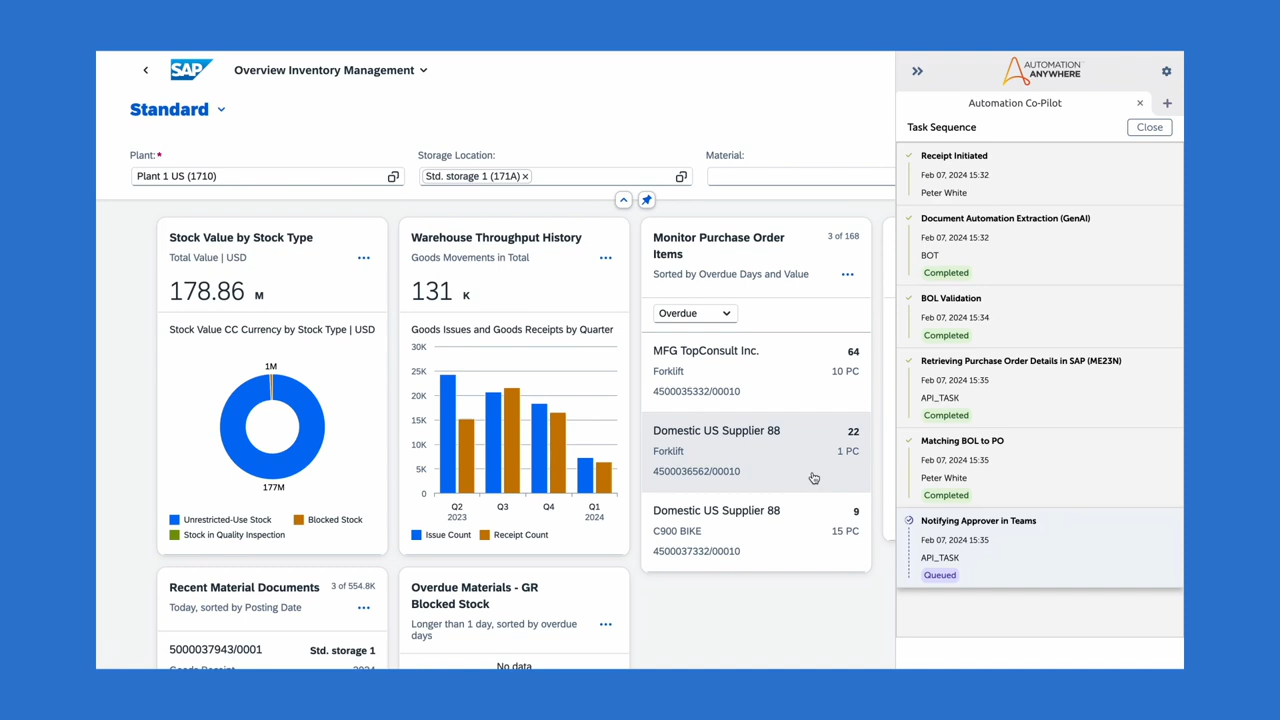 SAP
Overview Inventory Management
Standard
Plant:*
Plant 1 US (1710)
Storage Location:
Std. storage 1 (171A)
Material:
Stock Value by Stock Type
Total Value | USD
178.86 M
Stock Value CC Currency by Stock Type | USD
1M
177M
Unrestricted-Use Stock
Blocked Stock
Stock in Quality Inspection
Warehouse Throughput History
Goods Movements in Total
131 K
Goods Issues and Goods Receipts by Quarter
30K
25K
20K
15K
10K
5K
0
Q2 Q3 Q4 Q1
2023 2024
Issue Count
Receipt Count
Monitor Purchase Order
Items
3 of 168
Sorted by Overdue Days and Value
Overdue
MFG TopConsult Inc. 64
Forklift 10 PC
4500035332/00010
Domestic US Supplier 88 22
Forklift 1 PC
4500036562/00010
Domestic US Supplier 88 9
C900 BIKE 15 PC
4500037332/00010
Recent Material Documents 3 of 554.8K
Today, sorted by Posting Date
5000037943/0001 Std. storage 1
Goods Receipt 2024
Overdue Materials - GR
Blocked Stock
Longer than 1 day, sorted by overdue
days
No data
AUTOMATION
ANYWHERE
Automation Co-Pilot
Task Sequence
Close
Receipt Initiated
Feb 07, 2024 15:32
Peter White
Document Automation Extraction (GenAI)
Feb 07, 2024 15:32
BOT
Completed
BOL Validation
Feb 07, 2024 15:34
Completed
Retrieving Purchase Order Details in SAP (ME23N)
Feb 07, 2024 15:35
API_TASK
Completed
Matching BOL to PO
Feb 07, 2024 15:35
Peter White
Completed
Notifying Approver in Teams
Feb 07, 2024 15:35
API_TASK
Queued